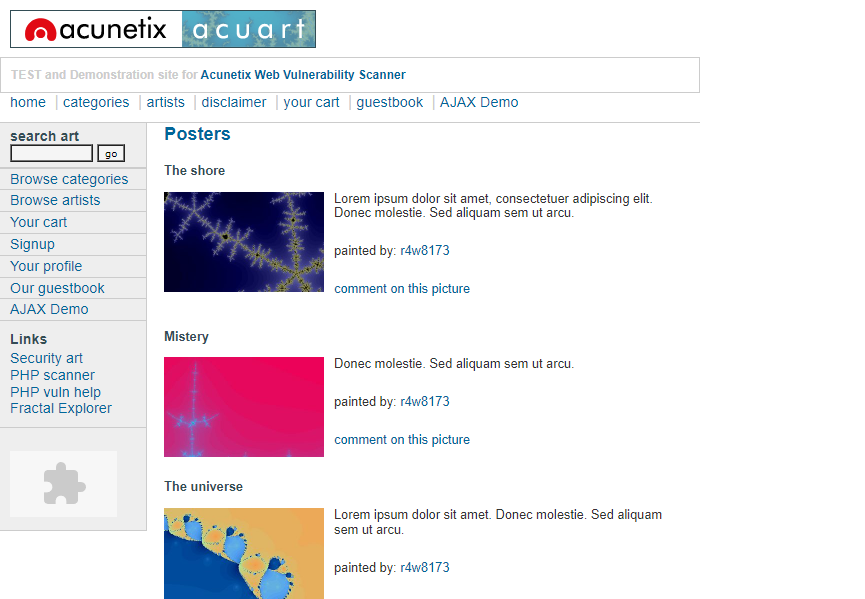 acunetix acuart
TEST and Demonstration site for Acunetix Web Vulnerability Scanner
home | categories | artists | disclaimer | your cart | guestbook | AJAX Demo
search art
go
Browse categories
Browse artists
Your cart
Signup
Your profile
Our guestbook
AJAX Demo
Links
Security art
PHP scanner
PHP vuln help
Fractal Explorer
Posters
The shore
Lorem ipsum dolor sit amet, consectetuer adipiscing elit.
Donec molestie. Sed aliquam sem ut arcu.
painted by: r4w8173
comment on this picture
Mistery
Donec molestie. Sed aliquam sem ut arcu.
painted by: r4w8173
comment on this picture
The universe
Lorem ipsum dolor sit amet. Donec molestie. Sed aliquam
sem ut arcu.
painted by: r4w8173